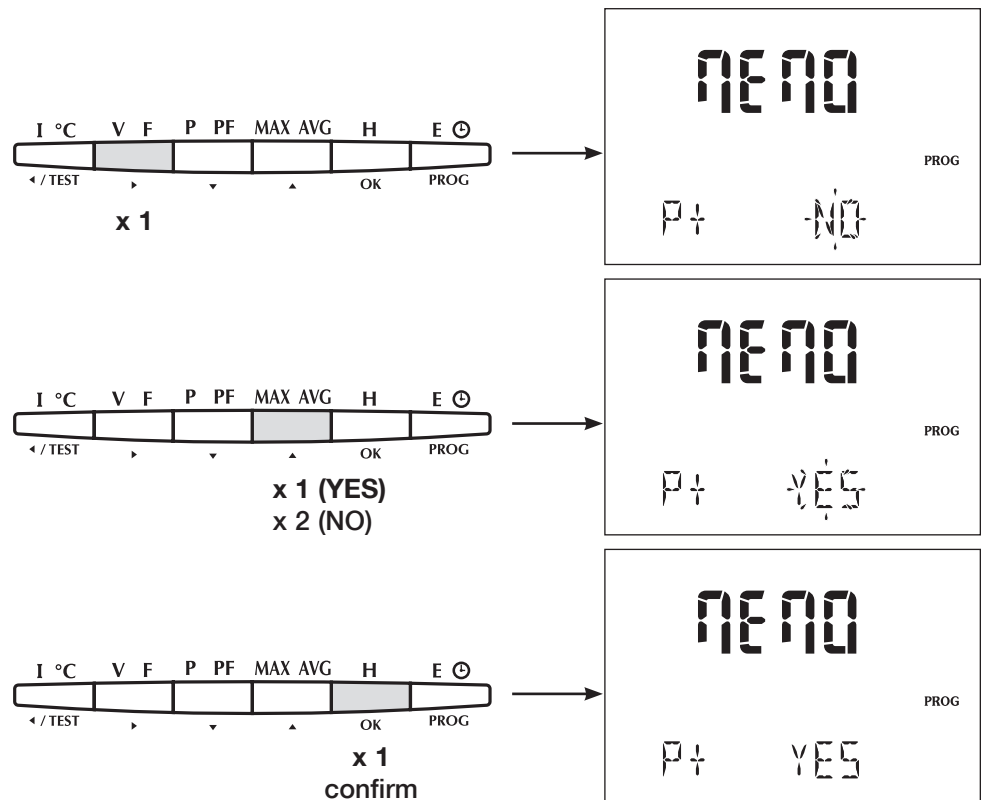 I °C V F P PF MAX AVG H E
◂ / TEST ▸ ▾ ▴ OK PROG
x 1
MEMO
PROG
P+ NO
I °C V F P PF MAX AVG H E
◂ / TEST ▸ ▾ ▴ OK PROG
x 1 (YES)
x 2 (NO)
MEMO
PROG
P+ YES
I °C V F P PF MAX AVG H E
◂ / TEST ▸ ▾ ▴ OK PROG
x 1
confirm
MEMO
PROG
P+ YES